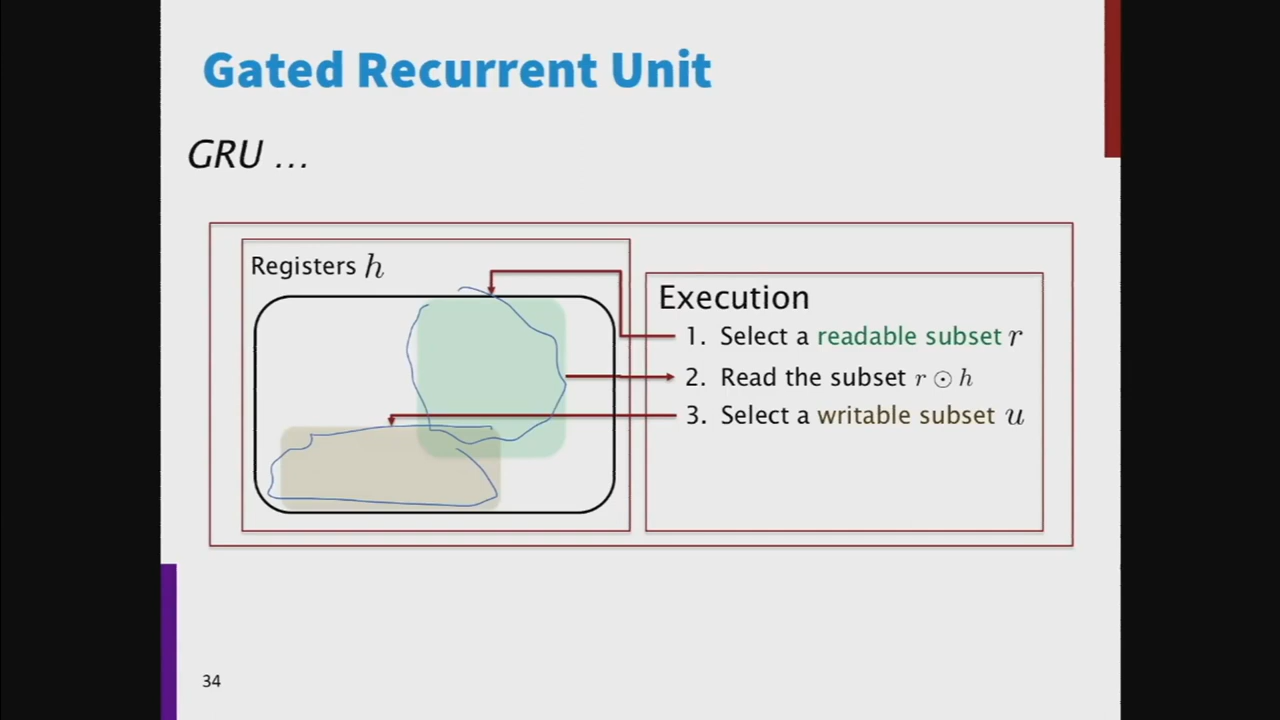 Gated Recurrent Unit
GRU …
Registers h
Execution
1. Select a readable subset r
2. Read the subset r ⊙ h
3. Select a writable subset u
34